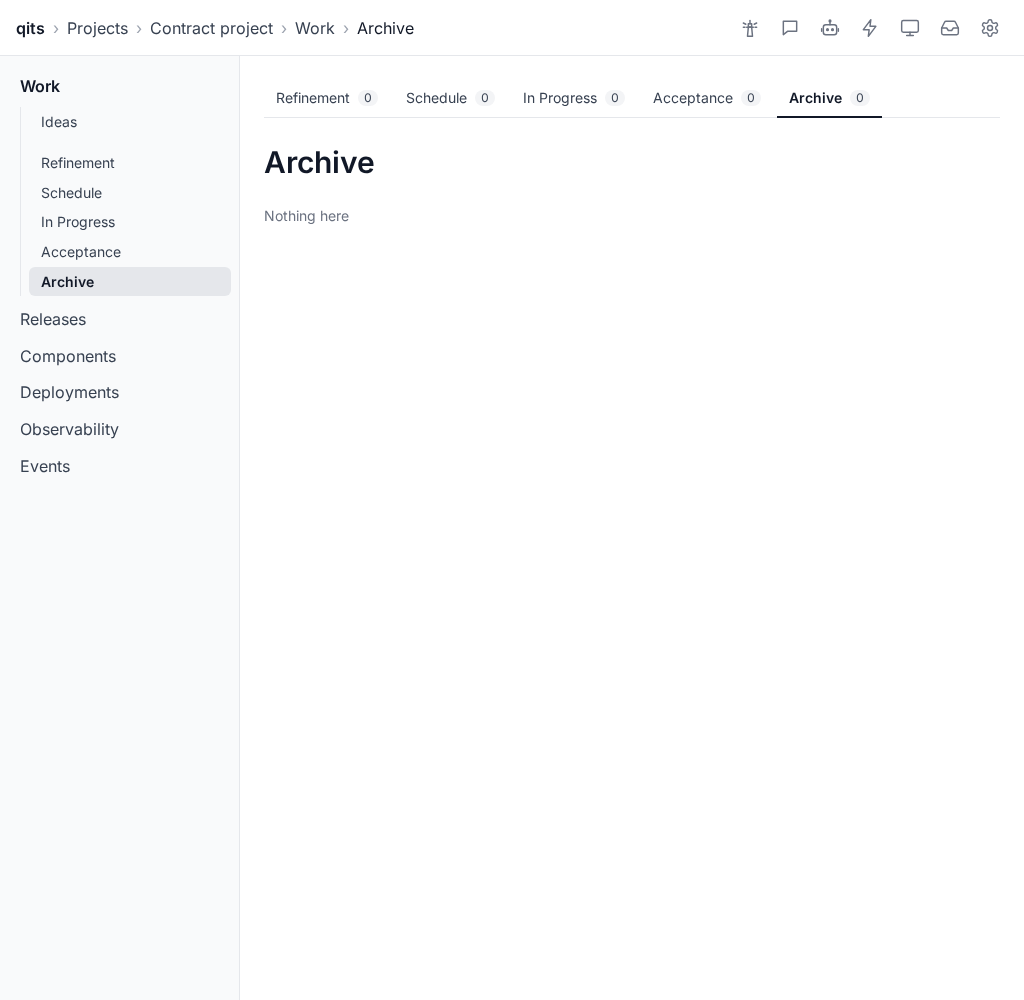 qits › Projects › Contract project › Work › Archive
Work
Ideas
Refinement
Schedule
In Progress
Acceptance
Archive
Releases
Components
Deployments
Observability
Events
Refinement 0 Schedule 0 In Progress 0 Acceptance 0 Archive 0
Archive
Nothing here